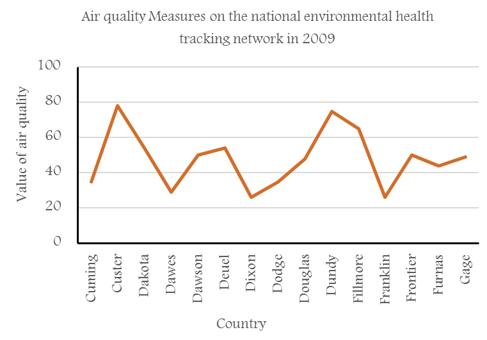 Air quality Measures on the national environmental health
tracking network in 2009
Value of air quality
100
80
60
40
20
0
Cuming
Custer
Dakota
Dawes
Dawson
Deuel
Dixon
Dodge
Douglas
Dundy
Fillmore
Franklin
Frontier
Furnas
Gage
Country